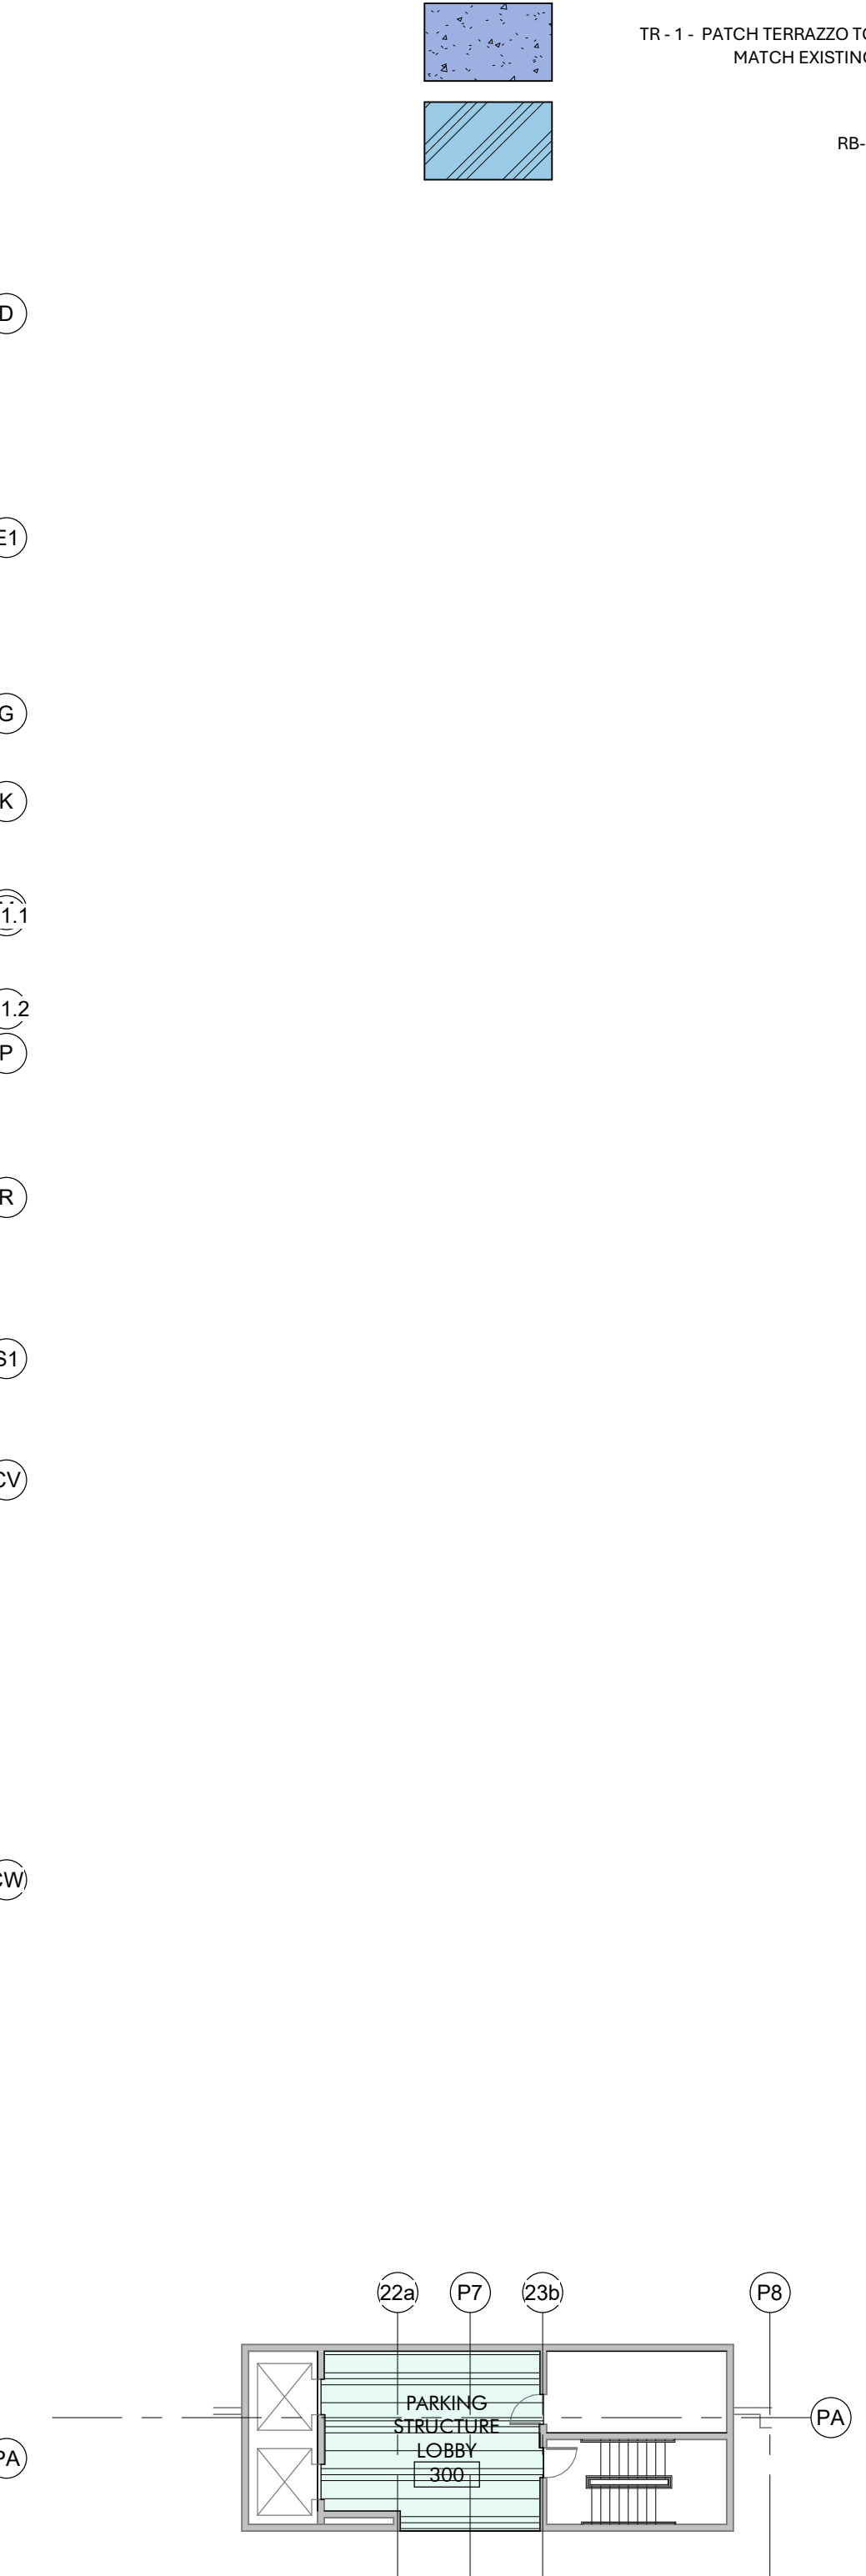 TR - 1 - PATCH TERRAZZO
MATCH EXISTING
RB-
D
E1
G
K
1.1
1.2
P
R
S1
CV
CW
22a P7 23b P8
PARKING
STRUCTURE
LOBBY
300
PA
PA